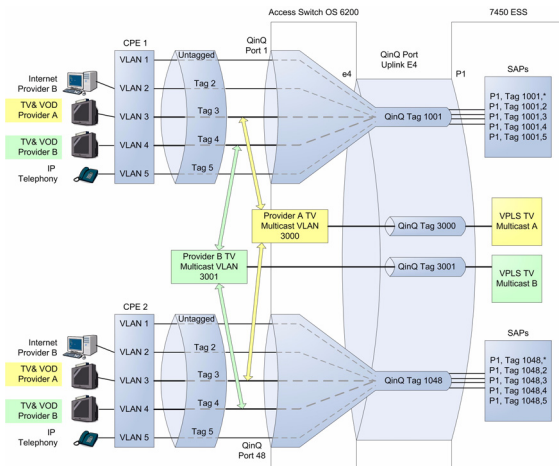 Access Switch OS 6200
7450 ESS
CPE 1
Untagged
QinQ
Port 1
e4
QinQ Port
Uplink E4
P1
SAPs
VLAN 1
Internet
Provider B
VLAN 2
Tag 2
TV& VOD
Provider A
VLAN 3
Tag 3
TV& VOD
Provider B
VLAN 4
Tag 4
IP
Telephony
VLAN 5
Tag 5
QinQ Tag 1001
P1, Tag 1001,*
P1, Tag 1001,2
P1, Tag 1001,3
P1, Tag 1001,4
P1, Tag 1001,5
Provider A TV
Multicast VLAN
3000
QinQ Tag 3000
VPLS TV
Multicast A
Provider B TV
Multicast VLAN
3001
QinQ Tag 3001
VPLS TV
Multicast B
CPE 2
Untagged
SAPs
VLAN 1
Internet
Provider B
VLAN 2
Tag 2
TV& VOD
Provider A
VLAN 3
Tag 3
TV& VOD
Provider B
VLAN 4
Tag 4
IP
Telephony
VLAN 5
Tag 5
QinQ
Port 48
QinQ Tag 1048
P1, Tag 1048,*
P1, Tag 1048,2
P1, Tag 1048,3
P1, Tag 1048,4
P1, Tag 1048,5